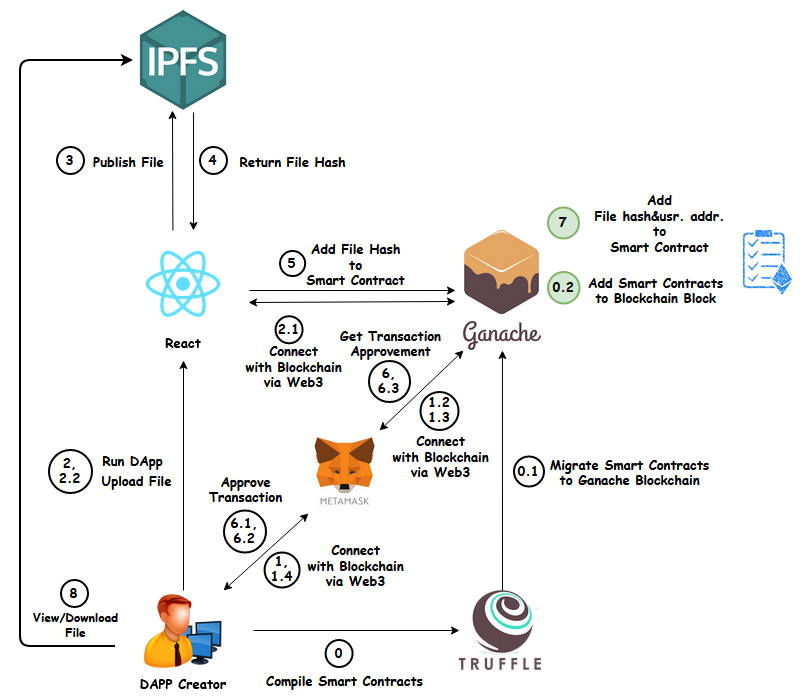 IPFS
3
Publish File
4
Return File Hash
7
Add
File hash&usr. addr.
to
Smart Contract
5
Add File Hash
to
Smart Contract
0.2
Add Smart Contracts
to Blockchain Block
React
Ganache
2.1
Connect
with Blockchain
via Web3
Get Transaction
Approvement
6,
6.3
1.2
1.3
Connect
with Blockchain
via Web3
0.1
Migrate Smart Contracts
to Ganache Blockchain
2,
2.2
Run DApp
Upload File
METAMASK
Approve
Transaction
6.1,
6.2
1,
1.4
Connect
with Blockchain
via Web3
8
View/Download
File
DAPP Creator
0
Compile Smart Contracts
TRUFFLE